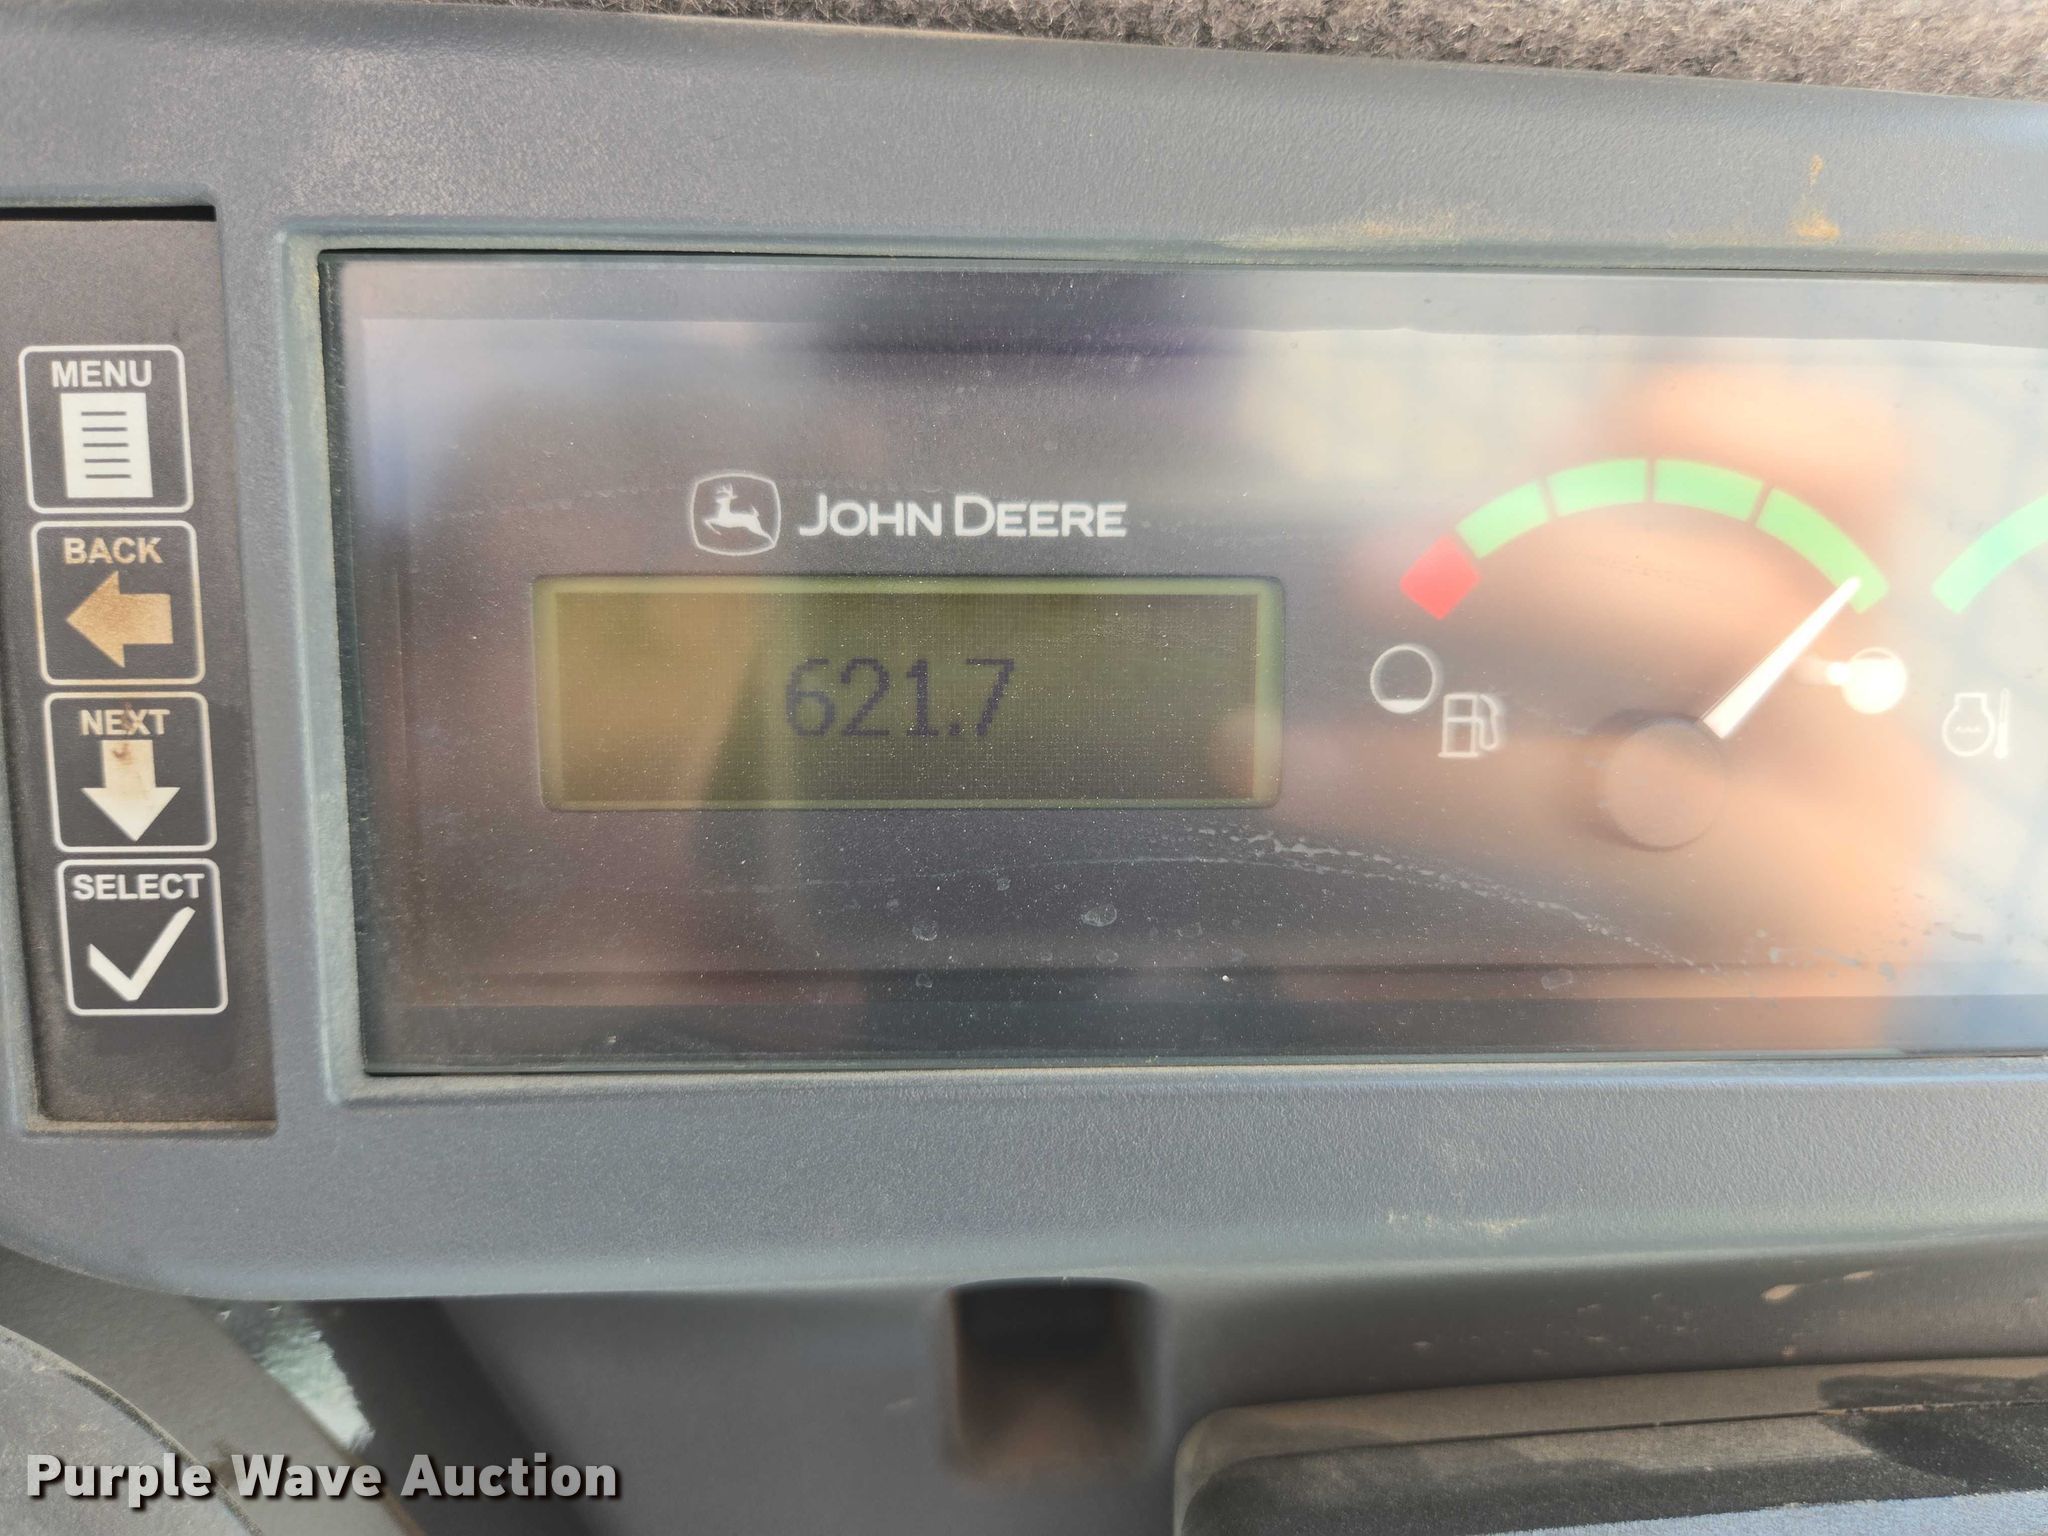 MENU
BACK
NEXT
SELECT
JOHN DEERE
621.7
Purple Wave Auction